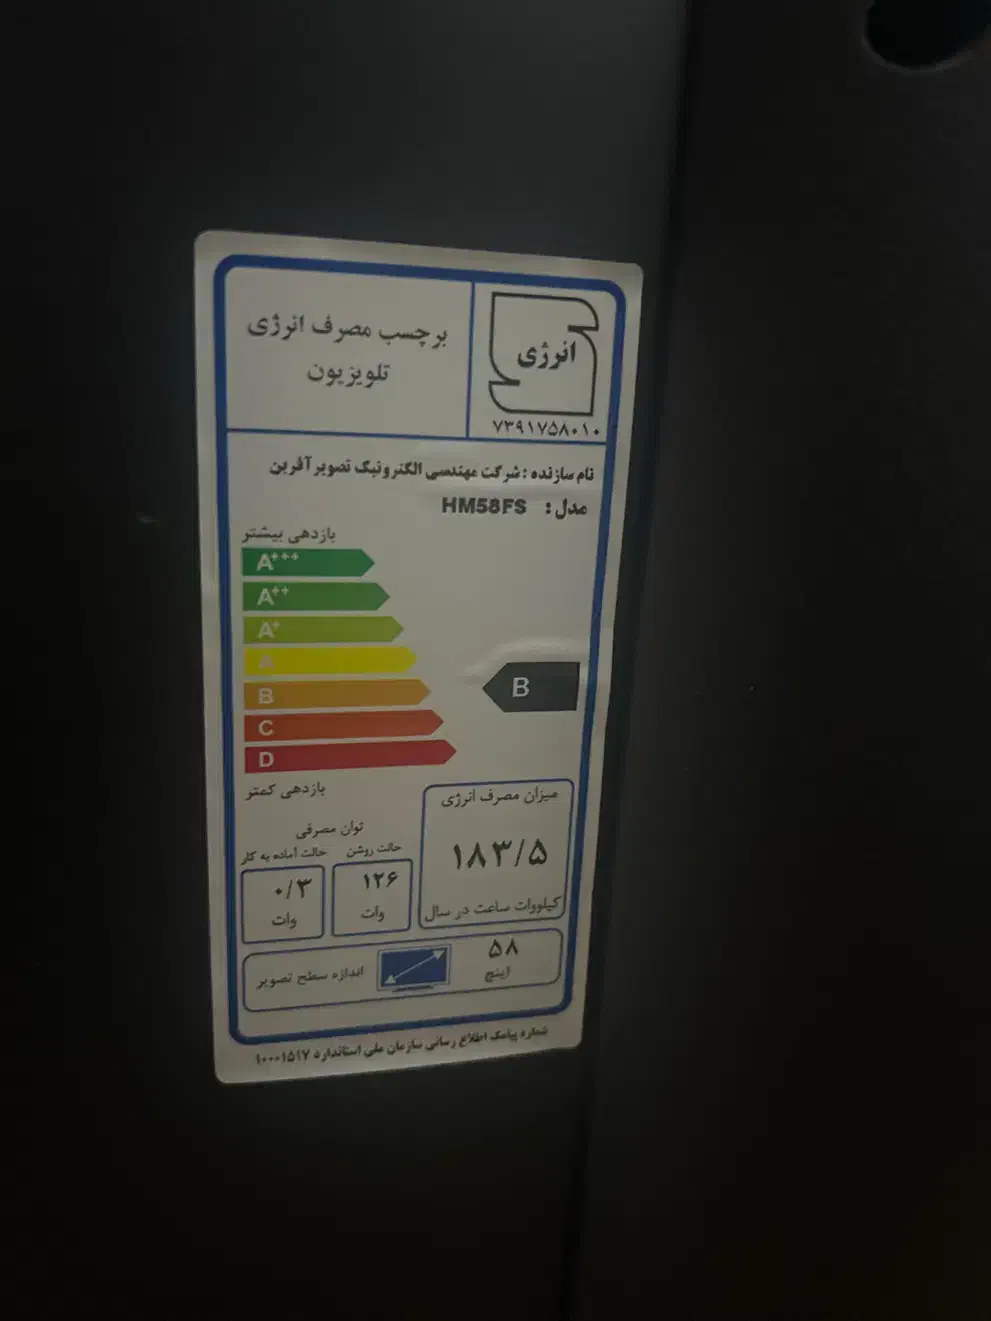 برچسب مصرف انرژی
تلویزیون
انرژی
۷۳۹۱۷۵۸۰۱۰
نام سازنده : شرکت مهندسی الکترونیک تصویر آفرین
مدل : HM58FS
بازدهی بیشتر
A+++
A++
A+
A
B
B
C
D
بازدهی کمتر
میزان مصرف انرژی
۱۸۳/۵
کیلووات ساعت در سال
توان مصرفی
حالت روشن
۱۲۶
وات
حالت آماده به کار
۰/۳
وات
۵۸
اینچ
اندازه سطح تصویر
شماره پیامک اطلاع رسانی سازمان ملی استاندارد ۱۰۰۰۱۵۱۷